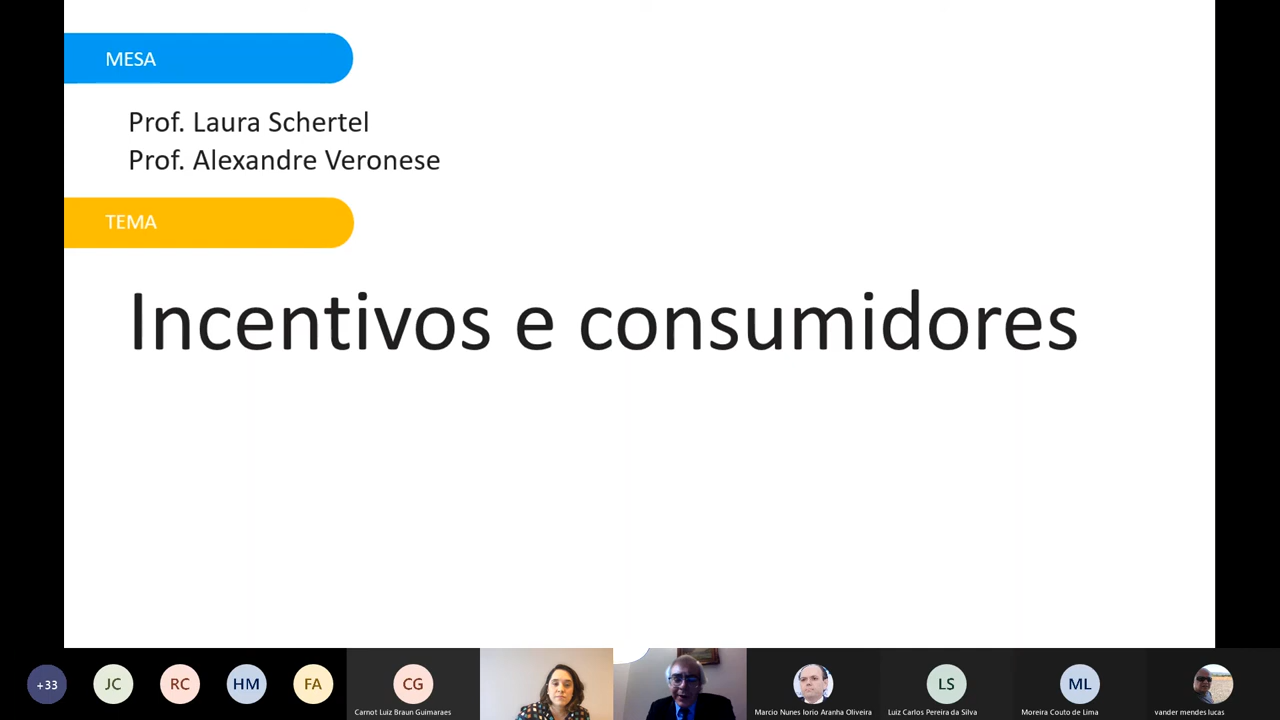 MESA
Prof. Laura Schertel
Prof. Alexandre Veronese
TEMA
Incentivos e consumidores
+33
JC
RC
HM
FA
CG
Carnot Luiz Braun Guimaraes
Marcio Nunes Iorio Aranha Oliveira
LS
Luiz Carlos Pereira da Silva
ML
Moreira Couto de Lima
vander mendes lucas